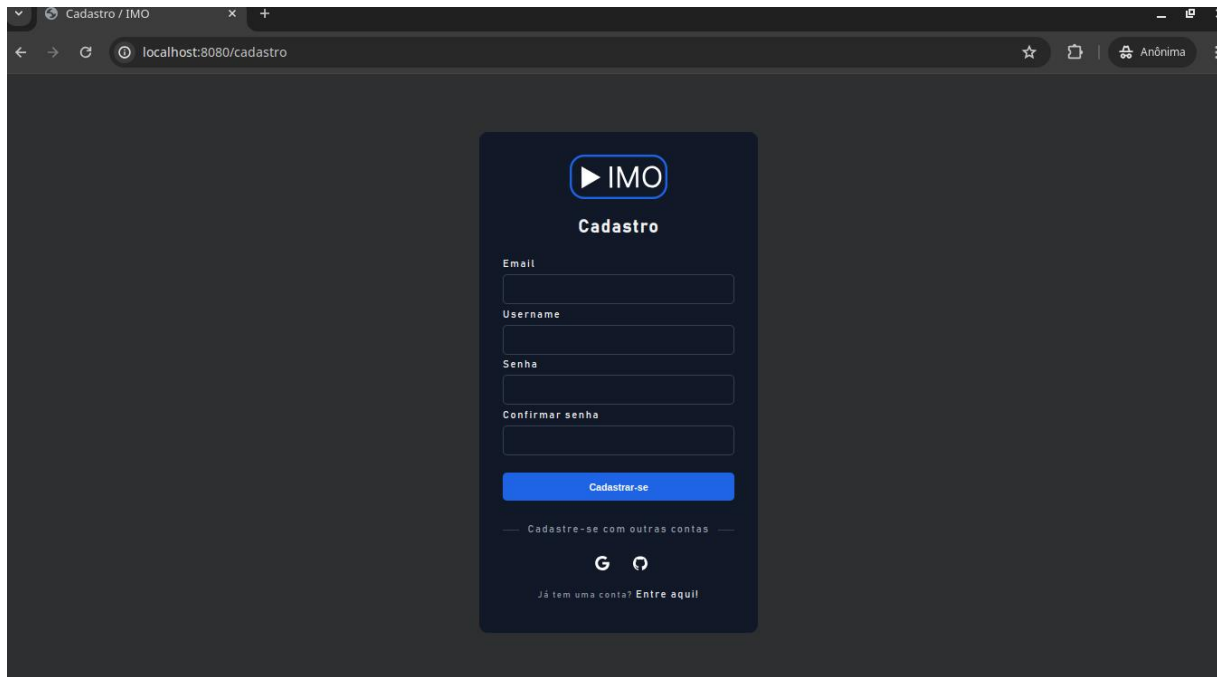 Cadastro / IMO
localhost:8080/cadastro
Anônima
IMO
Cadastro
Email
Username
Senha
Confirmar senha
Cadastrar-se
Cadastre-se com outras contas
G
Já tem uma conta? Entre aqui!